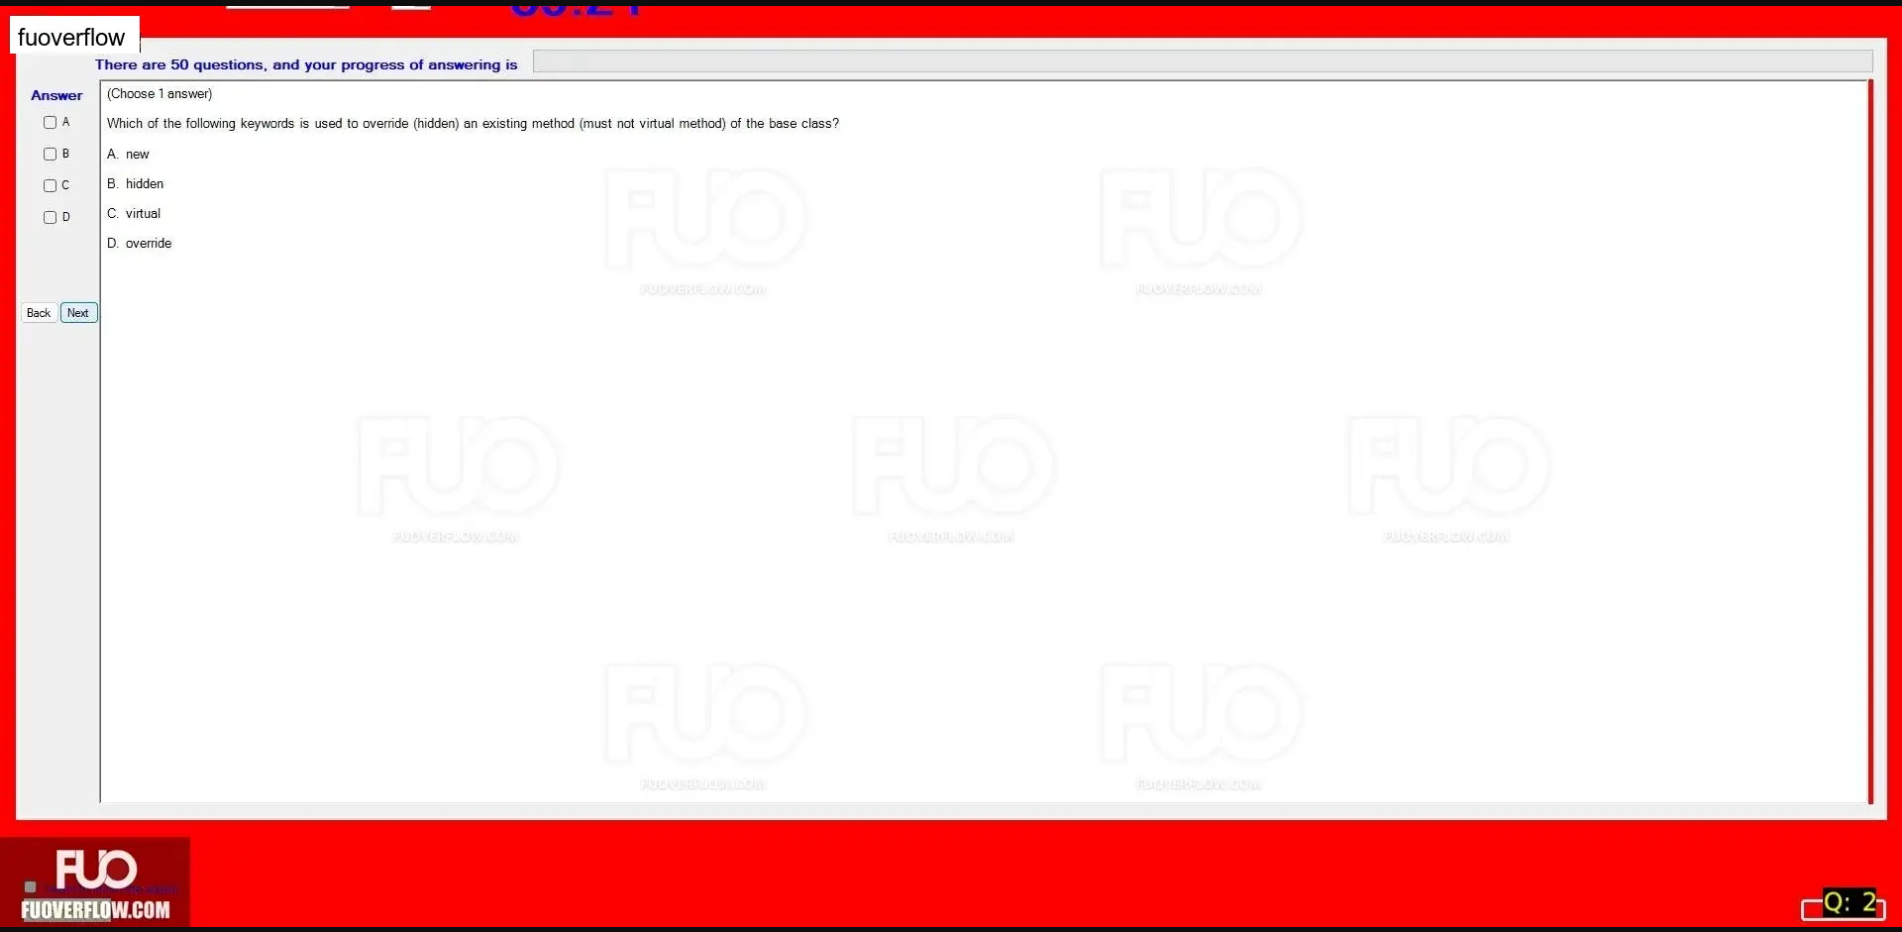 fuoverflow
There are 50 questions, and your progress of answering is
Answer
(Choose 1 answer)
A
Which of the following keywords is used to override (hidden) an existing method (must not virtual method) of the base class?
B
A. new
C
B. hidden
D
C. virtual
D. override
FUO
FUO
FUOVERFLOW.COM
FUOVERFLOW.COM
Back
Next
FUO
FUO
FUO
FUOVERFLOW.COM
FUOVERFLOW.COM
FUOVERFLOW.COM
FUO
FUO
FUOVERFLOW.COM
FUOVERFLOW.COM
FUO
FUOVERFLOW.COM
Q: 2